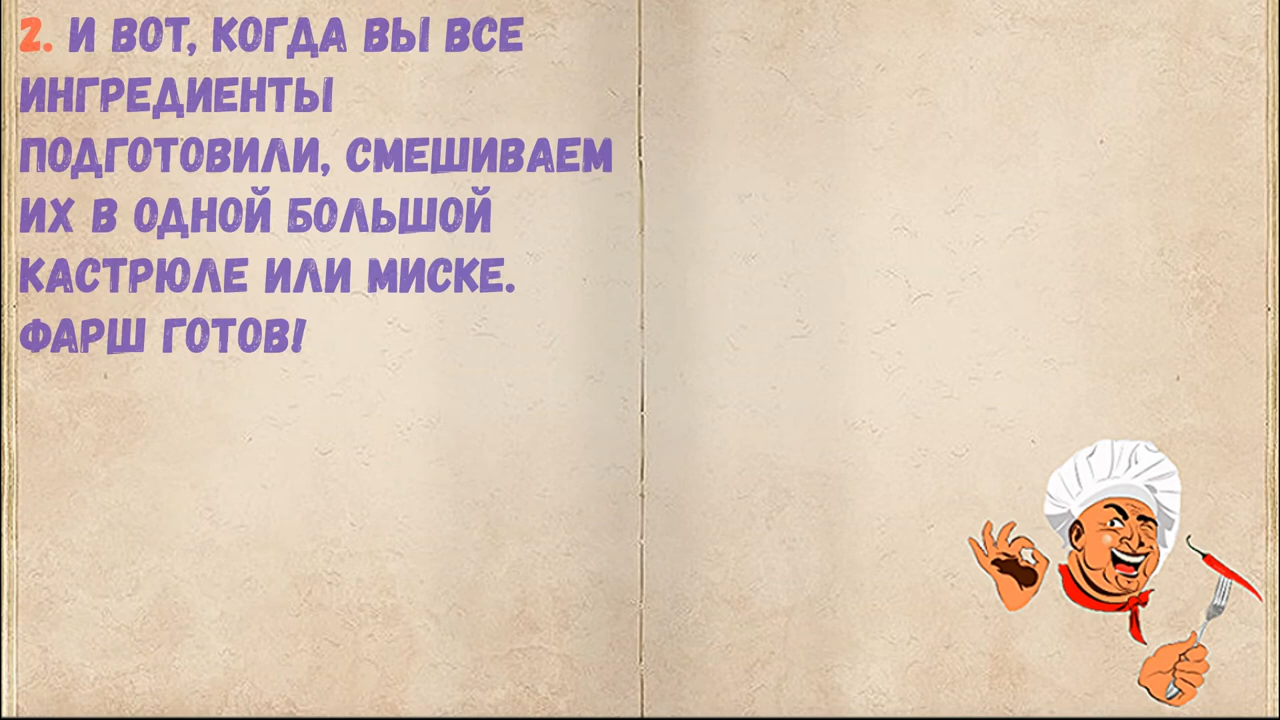 2. И ВОТ, КОГДА ВЫ ВСЕ
ИНГРЕДИЕНТЫ
ПОДГОТОВИЛИ, СМЕШИВАЕМ
ИХ В ОДНОЙ БОЛЬШОЙ
КАСТРЮЛЕ ИЛИ МИСКЕ.
ФАРШ ГОТОВ!